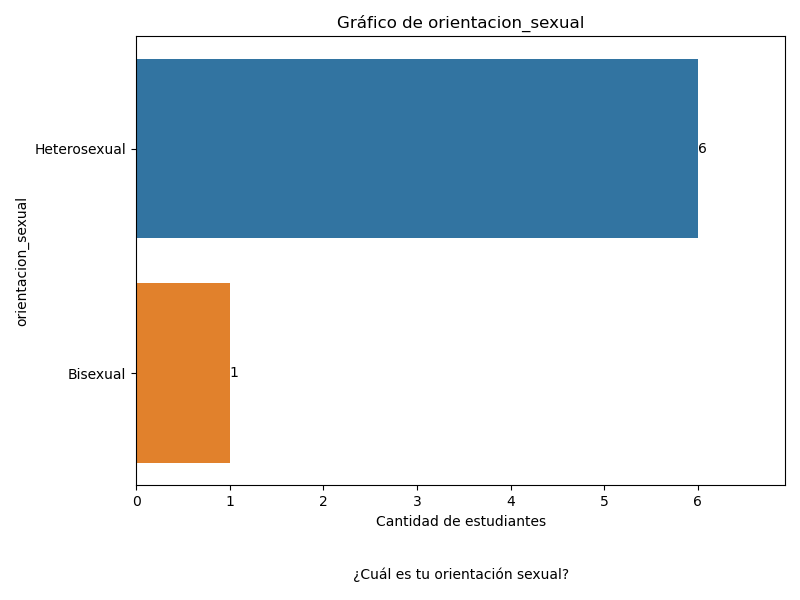 Gráfico de orientacion_sexual
orientacion_sexual
Heterosexual
6
Bisexual
1
0 1 2 3 4 5 6
Cantidad de estudiantes
¿Cuál es tu orientación sexual?